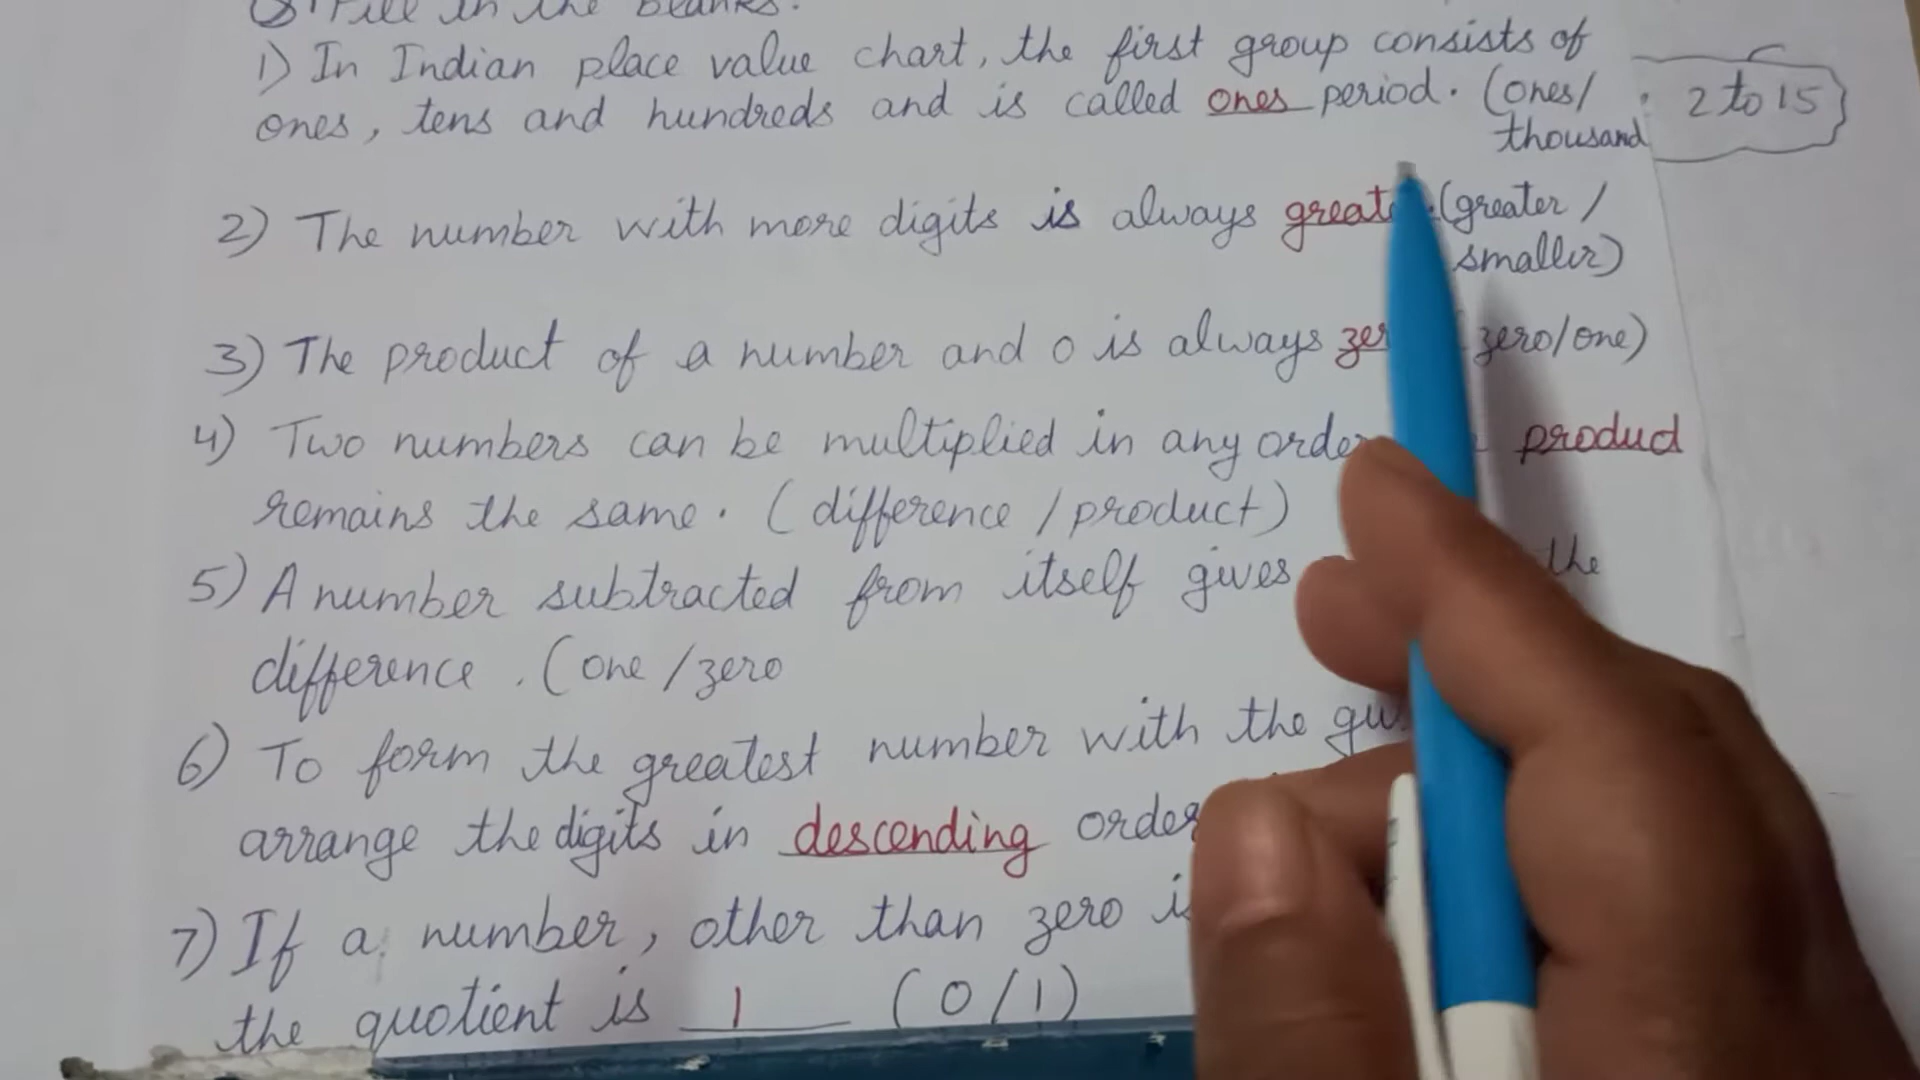 Fill in the blanks.
1) In Indian place value chart, the first group consists of
ones, tens and hundreds and is called ones period. (ones/
thousand
2 to 15
2) The number with more digits is always (greater /
smaller)
3) The product of a number and 0 is always (zero/one)
4) Two numbers can be multiplied in any product
remains the same. (difference / product)
5) A number subtracted from itself gives the
difference. (one /zero
6) To form the greatest number with the
arrange the digits in descending order
7) If a number, other than zero
the quotient is 1 (0/1)